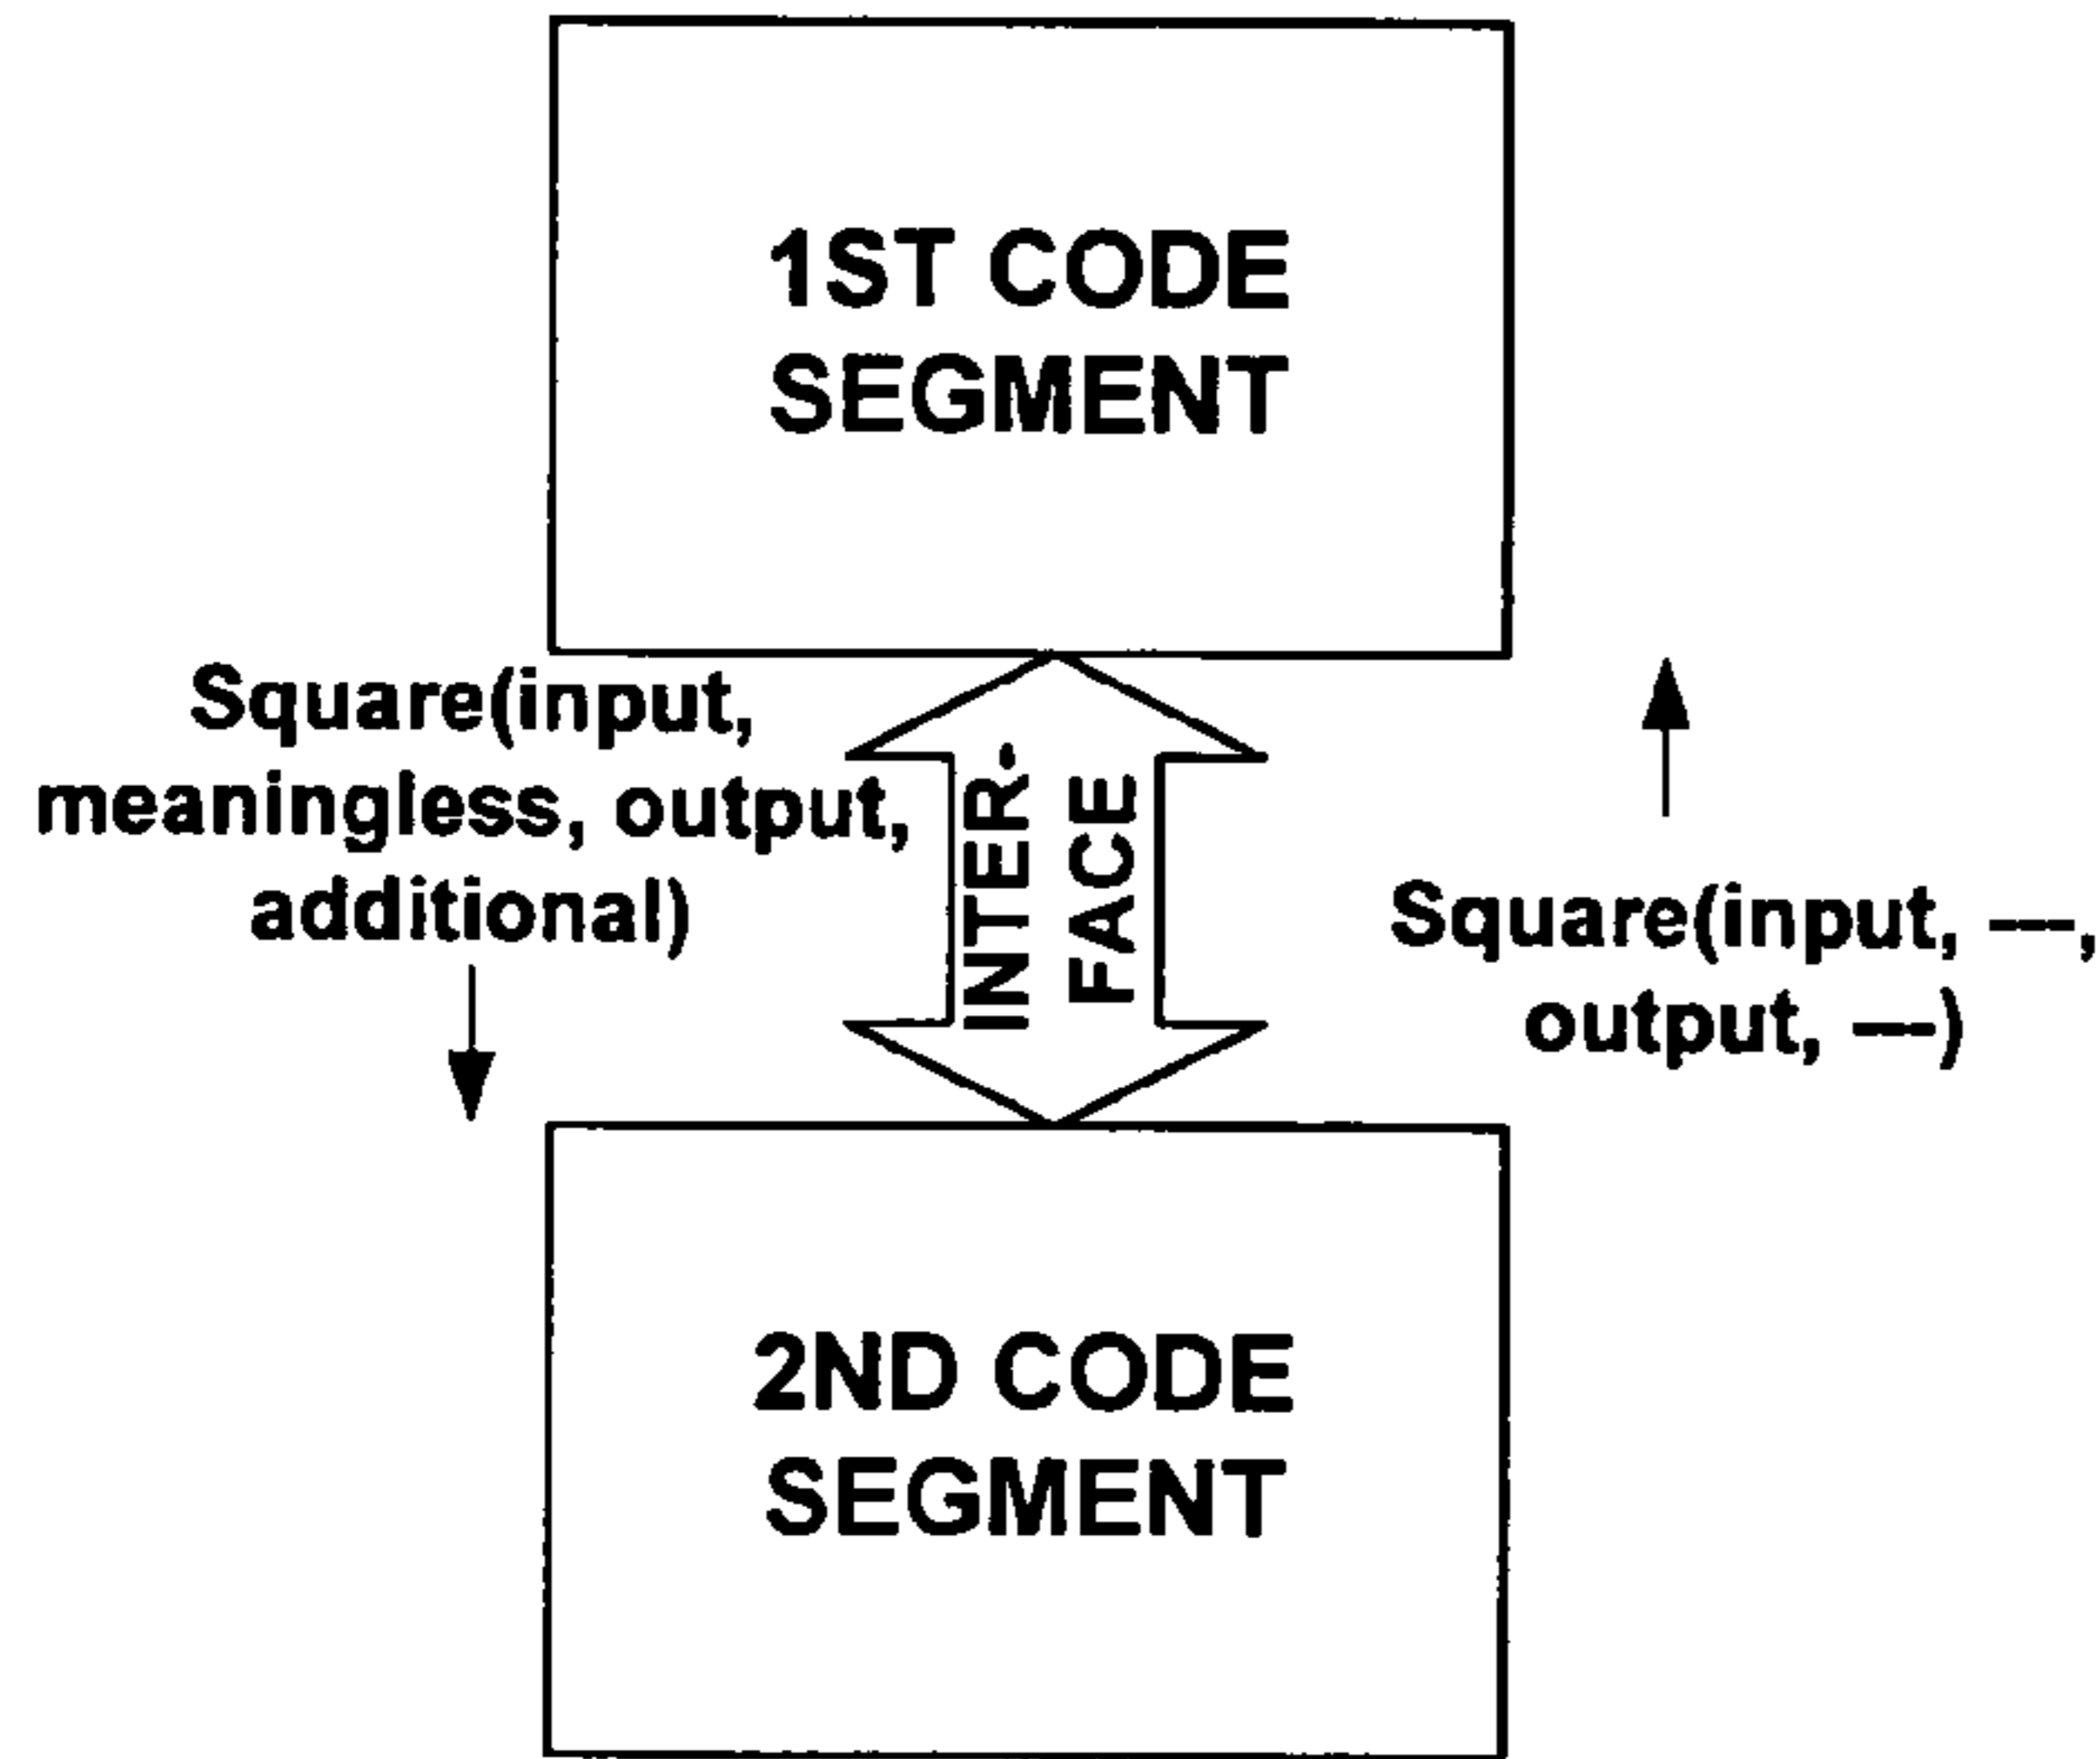 1ST CODE
SEGMENT
Square(input,
meaningless, output,
additional)
INTER-
FACE
Square(input, —,
output, —)
2ND CODE
SEGMENT